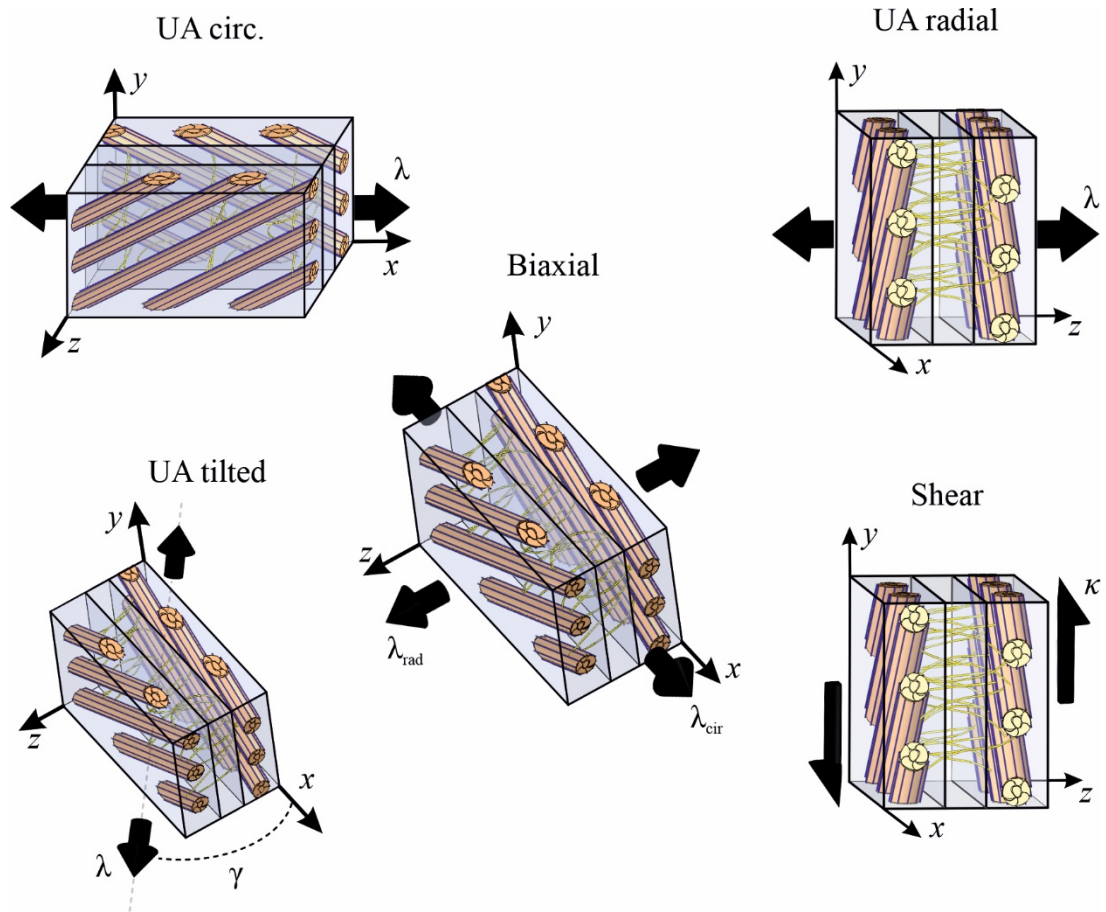 UA circ.
y
λ
x
z
UA radial
y
λ
z
x
Biaxial
y
z
λrad
x
λcir
UA tilted
y
z
x
λ
γ
Shear
y
κ
z
x